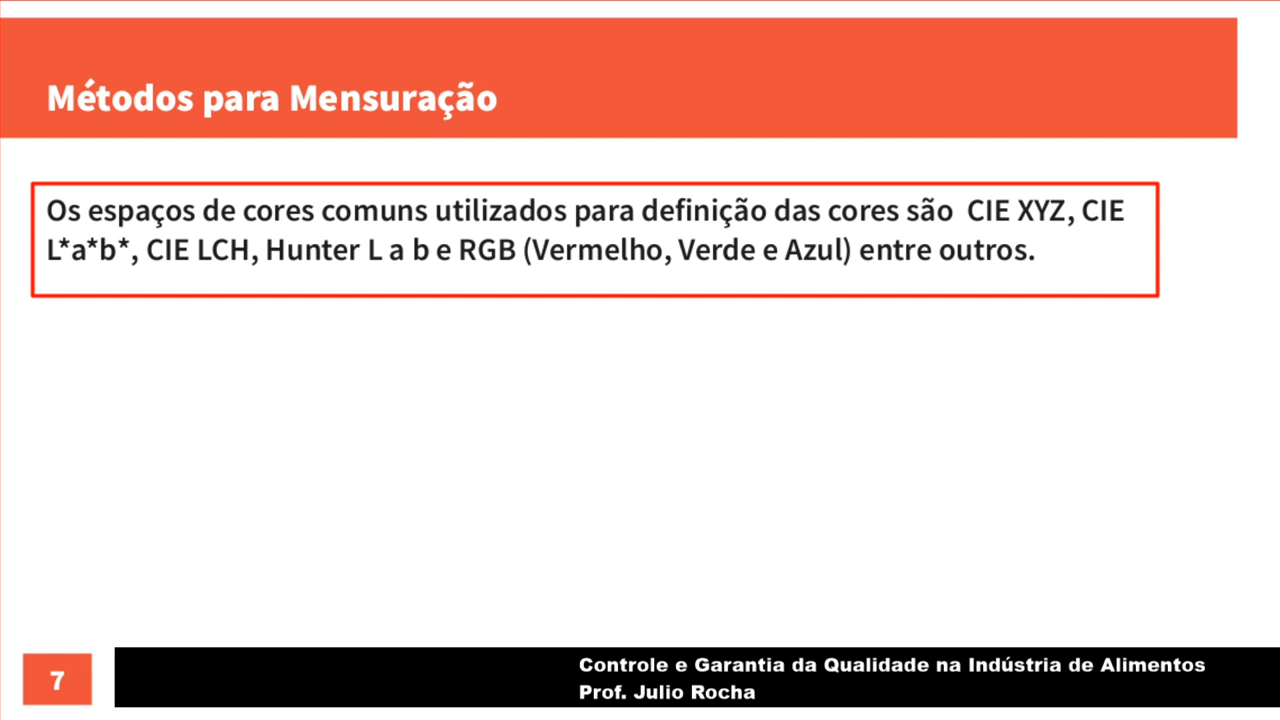 Métodos para Mensuração
Os espaços de cores comuns utilizados para definição das cores são  CIE XYZ, CIE
L*a*b*, CIE LCH, Hunter L a b e RGB (Vermelho, Verde e Azul) entre outros.
7
Controle e Garantia da Qualidade na Indústria de Alimentos
Prof. Julio Rocha